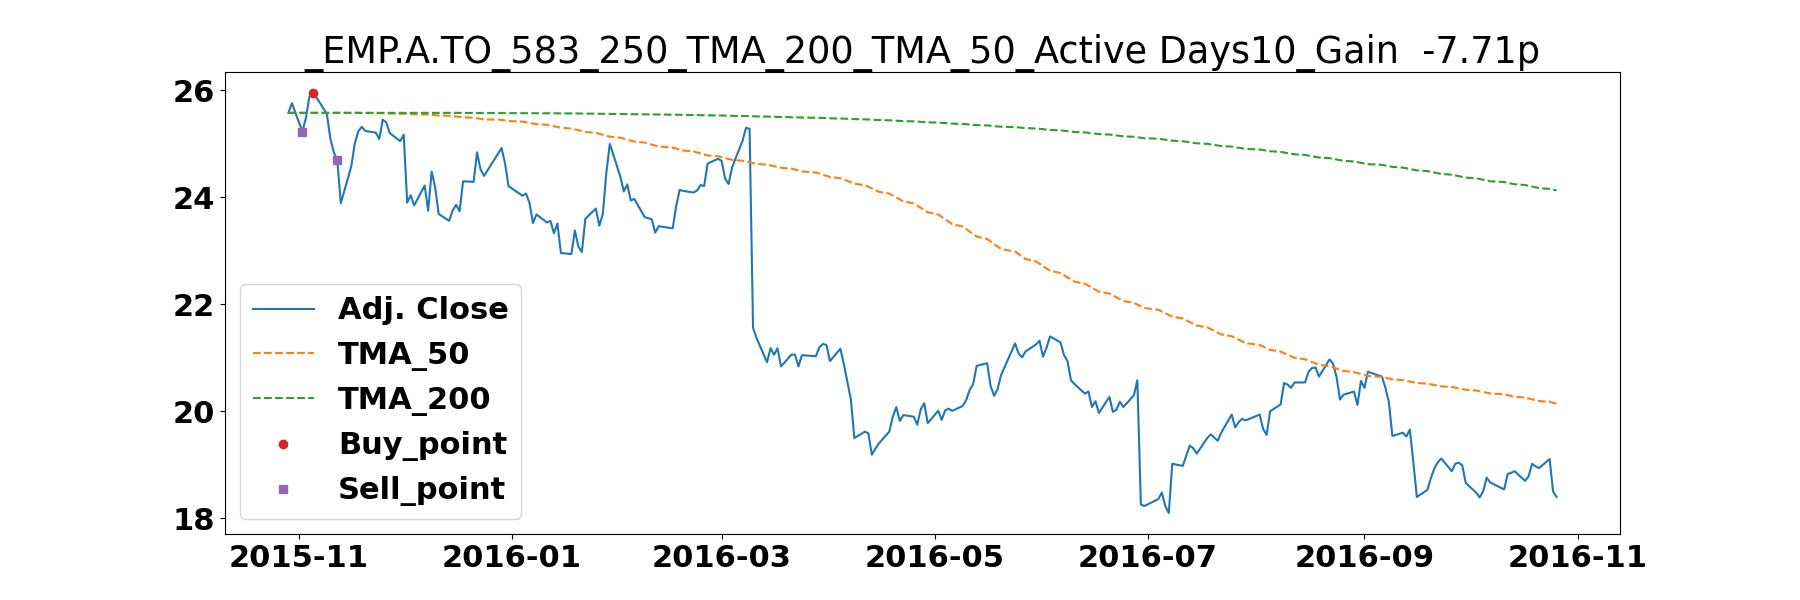 _EMP.A.TO_583_250_TMA_200_TMA_50_Active Days10_Gain  -7.71p
26
24
22
20
18
Adj. Close
TMA_50
TMA_200
Buy_point
Sell_point
2015-11 2016-01 2016-03 2016-05 2016-07 2016-09 2016-11